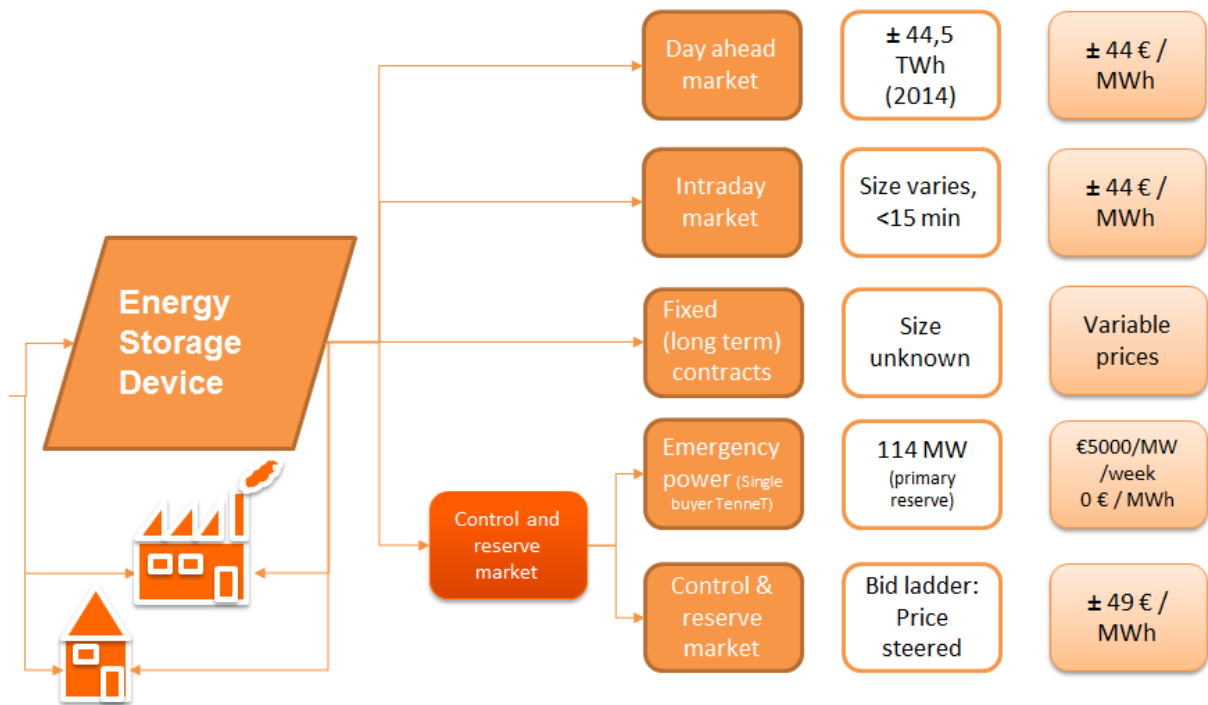 Day ahead
market
± 44,5
TWh
(2014)
± 44 € /
MWh
Intraday
market
Size varies,
<15 min
± 44 € /
MWh
Energy
Storage
Device
Fixed
(long term)
contracts
Size
unknown
Variable
prices
Emergency
power (Single
buyer TenneT)
114 MW
(primary
reserve)
€5000/MW
/week
0 € / MWh
Control and
reserve
market
Control &
reserve
market
Bid ladder:
Price
steered
± 49 € /
MWh